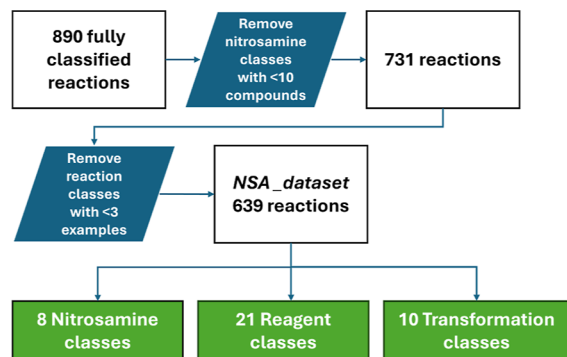 890 fully
classified
reactions
Remove
nitrosamine
classes
with <10
compounds
731 reactions
Remove
reaction
classes
with <3
examples
NSA_dataset
639 reactions
8 Nitrosamine
classes
21 Reagent
classes
10 Transformation
classes